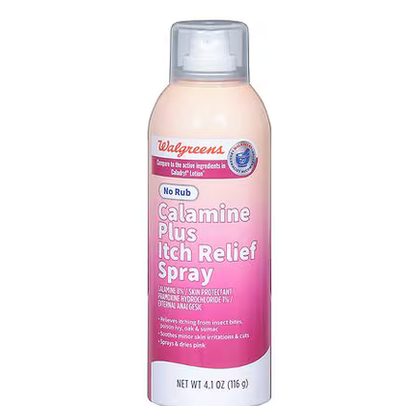 Walgreens
Compare to the active ingredients in
Caladryl® Lotion*
No Rub
Calamine
Plus
Itch Relief
Spray
CALAMINE 8% / SKIN PROTECTANT
PRAMOXINE HYDROCHLORIDE 1% /
EXTERNAL ANALGESIC
• Relieves itching from insect bites,
poison ivy, oak & sumac
• Soothes minor skin irritations & cuts
• Sprays & dries pink
NET WT 4.1 OZ (116 g)